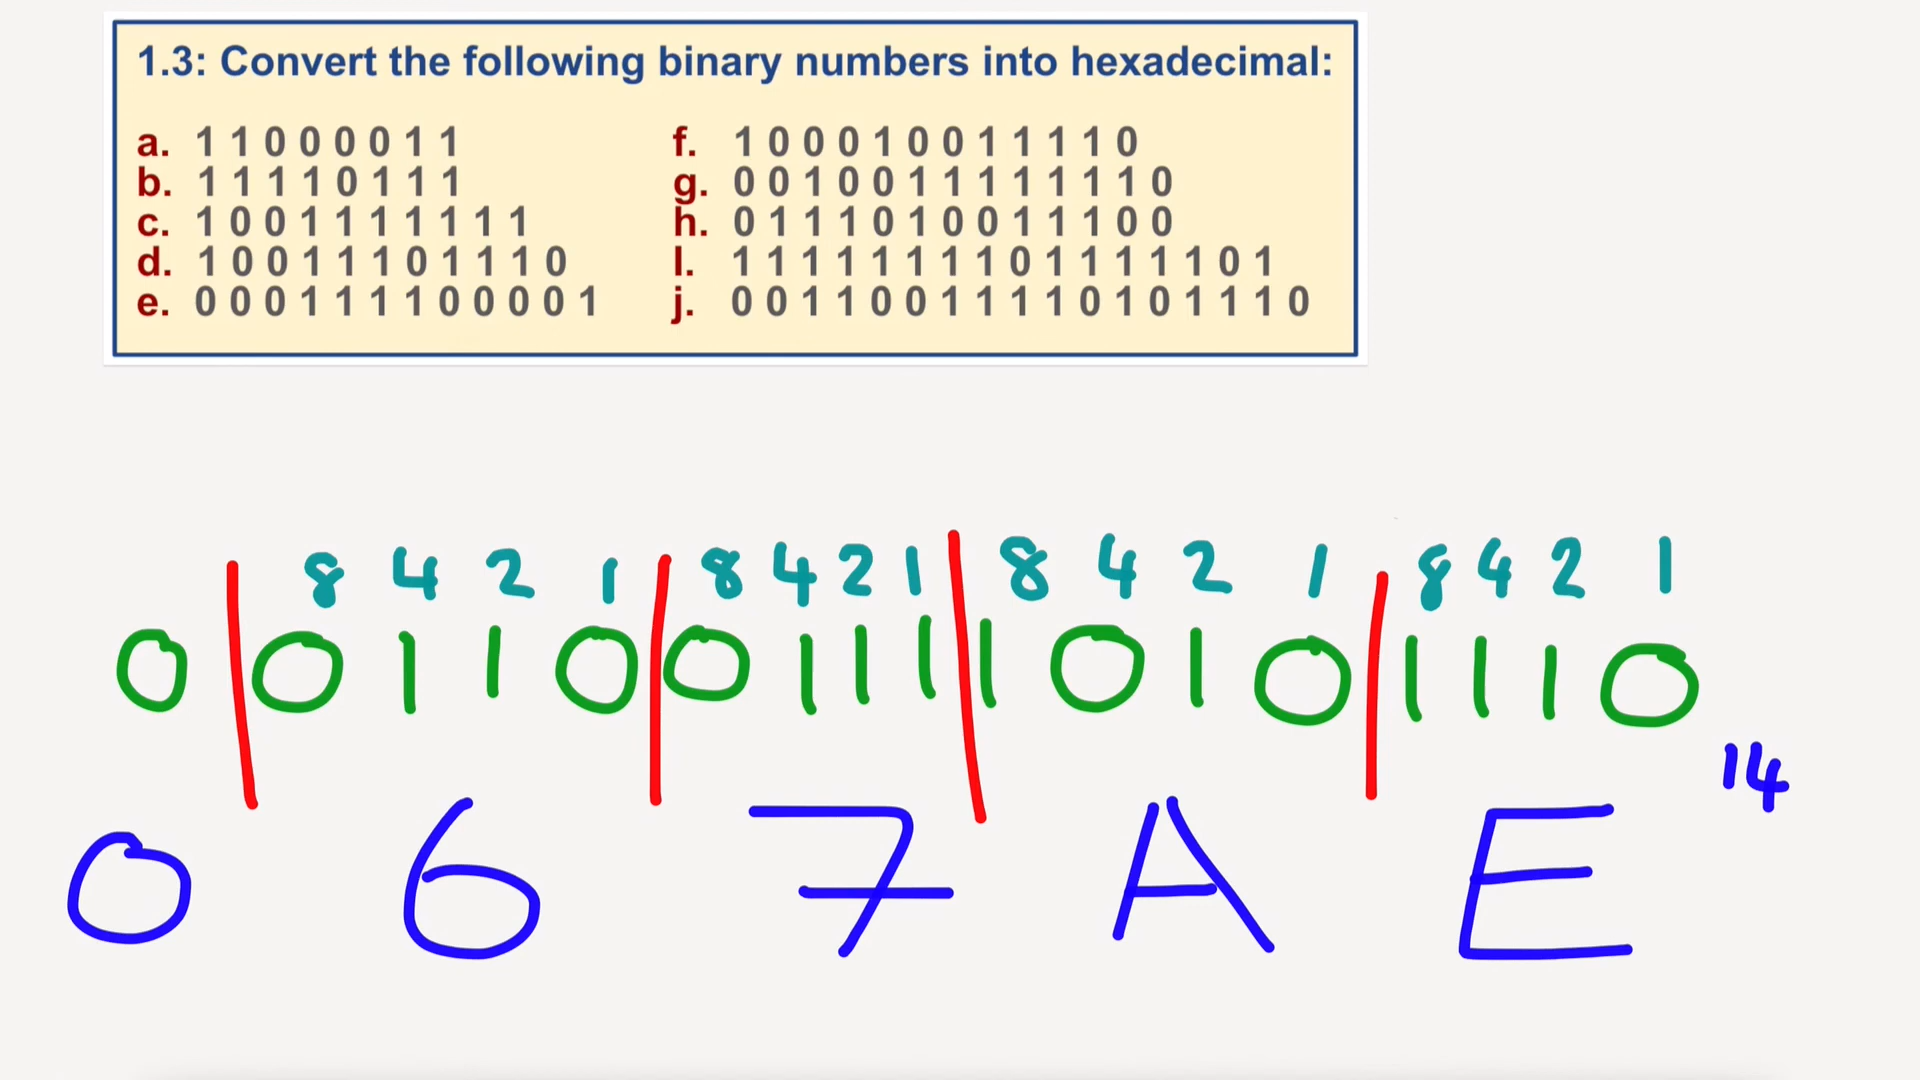 1.3: Convert the following binary numbers into hexadecimal:
a. 1 1 0 0 0 0 1 1
b. 1 1 1 1 0 1 1 1
c. 1 0 0 1 1 1 1 1 1 1
d. 1 0 0 1 1 1 0 1 1 1 0
e. 0 0 0 1 1 1 1 0 0 0 0 1
f. 1 0 0 0 1 0 0 1 1 1 1 0
g. 0 0 1 0 0 1 1 1 1 1 1 1 0
h. 0 1 1 1 0 1 0 0 1 1 1 0 0
I. 1 1 1 1 1 1 1 1 0 1 1 1 1 1 0 1
j. 0 0 1 1 0 0 1 1 1 1 0 1 0 1 1 1 0
8 4 2 1 8 4 2 1 8 4 2 1 8 4 2 1
0 0 1 1 0 0 1 1 1 1 0 1 0 1 1 1 0
14
0 6 7 A E